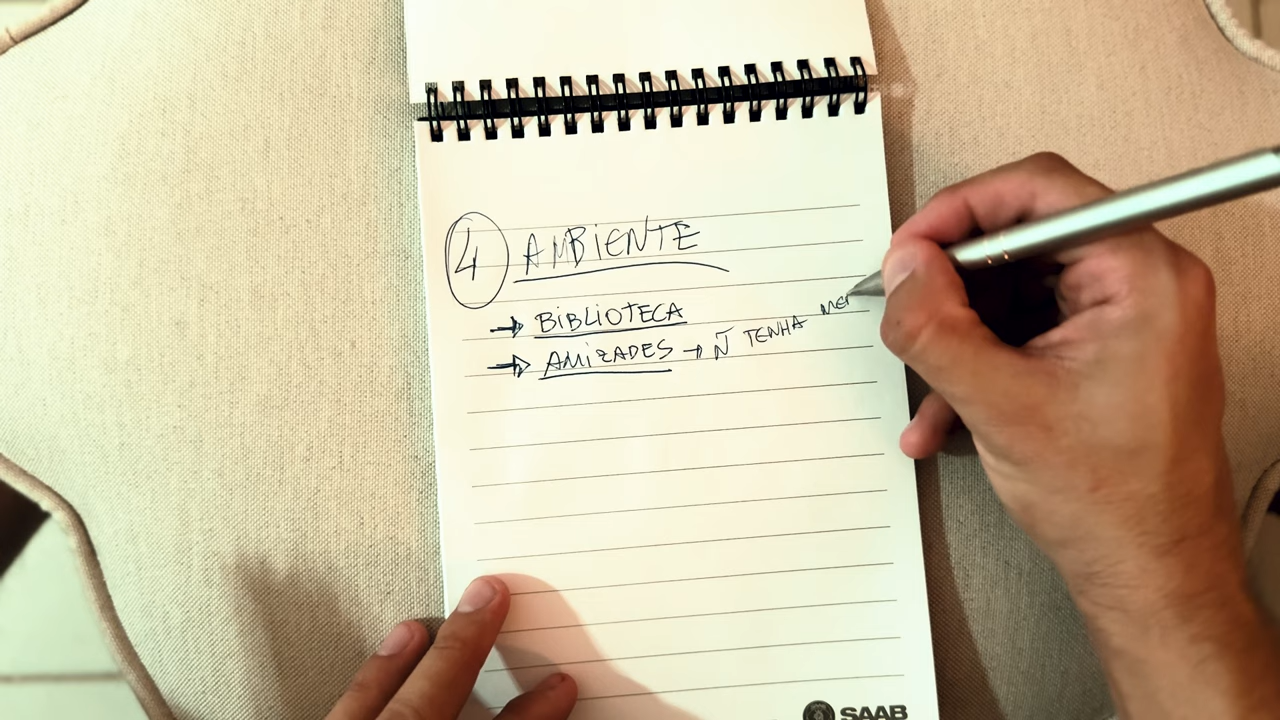 4 AMBIENTE
→ BIBLIOTECA
→ AMIZADES → Ñ TENHA
SAAB